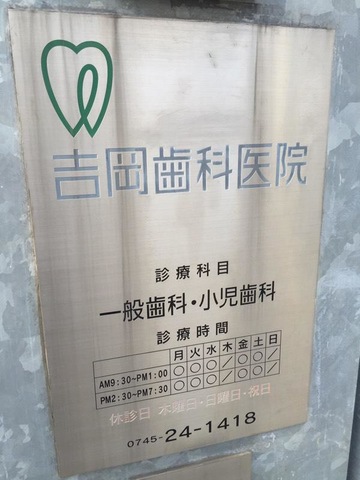 吉岡歯科医院
診療科目
一般歯科・小児歯科
診療時間
月 火 水 木 金 土 日
AM9:30~PM1:00 ○ ○ ○ / ○ ○ /
PM2:30~PM7:30 ○ ○ ○ / ○ ○ /
休診日 木曜日・日曜日・祝日
0745-24-1418